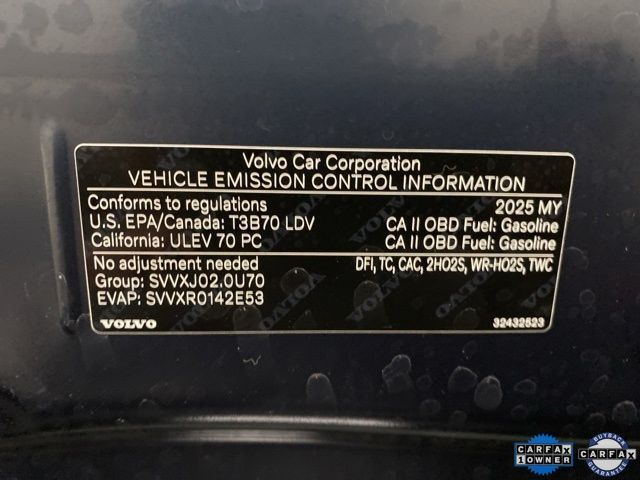 Volvo Car Corporation
VEHICLE EMISSION CONTROL INFORMATION
Conforms to regulations 2025 MY
U.S. EPA/Canada: T3B70 LDV CA II OBD Fuel: Gasoline
California: ULEV 70 PC CA II OBD Fuel: Gasoline
No adjustment needed DFI, TC, CAC, 2HO2S, WR-HO2S, TWC
Group: SVVXJ02.0U70
EVAP: SVVXR0142E53
VOLVO 32432523
CARFAX
1 OWNER
BUYBACK
CARFAX
GUARANTEE